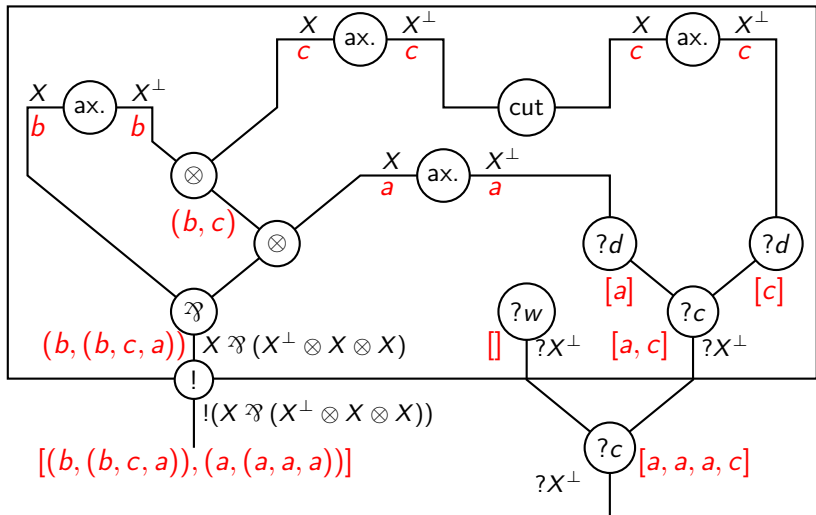 X ax. X⊥ X ax. X⊥
c c c c
X ax. X⊥ cut
b b
⊗ X ax. X⊥
a a
(b, c) ⊗ ?d ?d
[a] [c]
⅋ ?w ?c
(b, (b, c, a)) X ⅋ (X⊥ ⊗ X ⊗ X) [] ?X⊥ [a, c] ?X⊥
!
!(X ⅋ (X⊥ ⊗ X ⊗ X))
[(b, (b, c, a)), (a, (a, a, a))] ?c [a, a, a, c]
?X⊥